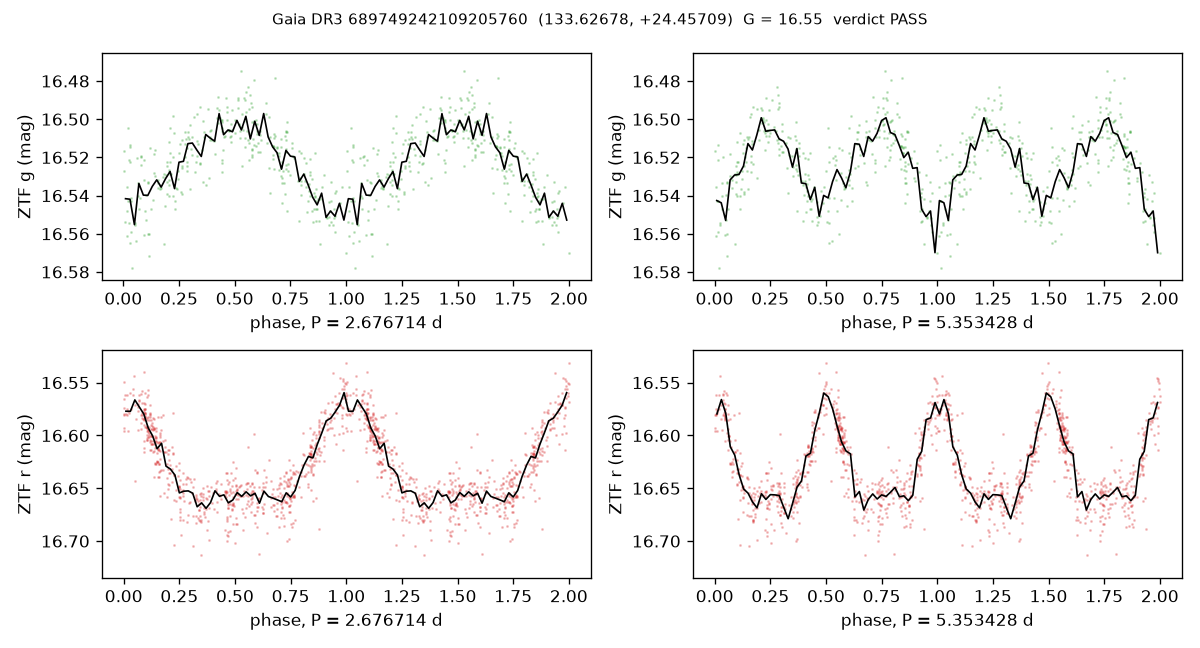 Gaia DR3 689749242109205760 (133.62678, +24.45709) G = 16.55 verdict PASS
ZTF g (mag)
16.48
16.50
16.52
16.54
16.56
16.58
0.00 0.25 0.50 0.75 1.00 1.25 1.50 1.75 2.00
phase, P = 2.676714 d
ZTF g (mag)
16.48
16.50
16.52
16.54
16.56
16.58
0.00 0.25 0.50 0.75 1.00 1.25 1.50 1.75 2.00
phase, P = 5.353428 d
ZTF r (mag)
16.55
16.60
16.65
16.70
0.00 0.25 0.50 0.75 1.00 1.25 1.50 1.75 2.00
phase, P = 2.676714 d
ZTF r (mag)
16.55
16.60
16.65
16.70
0.00 0.25 0.50 0.75 1.00 1.25 1.50 1.75 2.00
phase, P = 5.353428 d